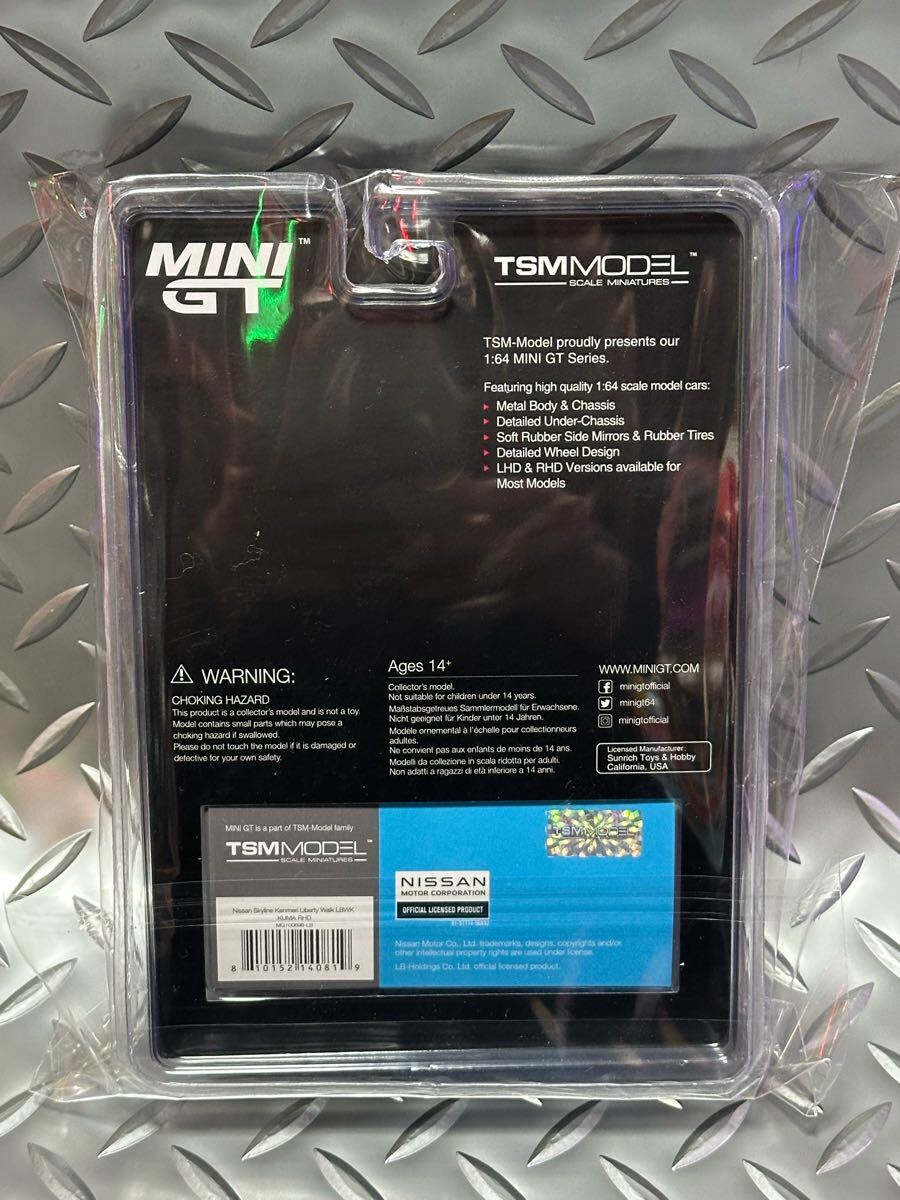 MINI GT™
TSMMODEL™
SCALE MINIATURES
TSM-Model proudly presents our
1:64 MINI GT Series.
Featuring high quality 1:64 scale model cars:
Metal Body & Chassis
Detailed Under-Chassis
Soft Rubber Side Mirrors & Rubber Tires
Detailed Wheel Design
LHD & RHD Versions available for
Most Models
WARNING:
CHOKING HAZARD
This product is a collector's model and is not a toy.
Model contains small parts which may pose a
choking hazard if swallowed.
Please do not touch the model if it is damaged or
defective for your own safety.
Ages 14+
Collector's model.
Not suitable for children under 14 years.
Maßstabsgetreues Sammlermodell für Erwachsene.
Nicht geeignet für Kinder unter 14 Jahren.
Modèle ornemental à l'échelle pour collectionneurs
adultes.
Ne convient pas aux enfants de moins de 14 ans.
Modelli da collezione in scala ridotta per adulti.
Non adatti a ragazzi di età inferiore a 14 anni.
WWW.MINIGT.COM
minigtofficial
minigt64
minigtofficial
Licensed Manufacturer:
Sunrich Toys & Hobby
California, USA
MINI GT is a part of TSM-Model family
TSMMODEL™
SCALE MINIATURES
Nissan Skyline Kenmeri Liberty Walk LBWK
KUMA RHD
8 10152 14081 9
TSMMODEL
NISSAN
MOTOR CORPORATION
OFFICIAL LICENSED PRODUCT
Nissan Motor Co., Ltd. trademarks, designs, copyrights and/or
other intellectual property rights are used under license.
LB-Holdings Co. Ltd. official licensed product.